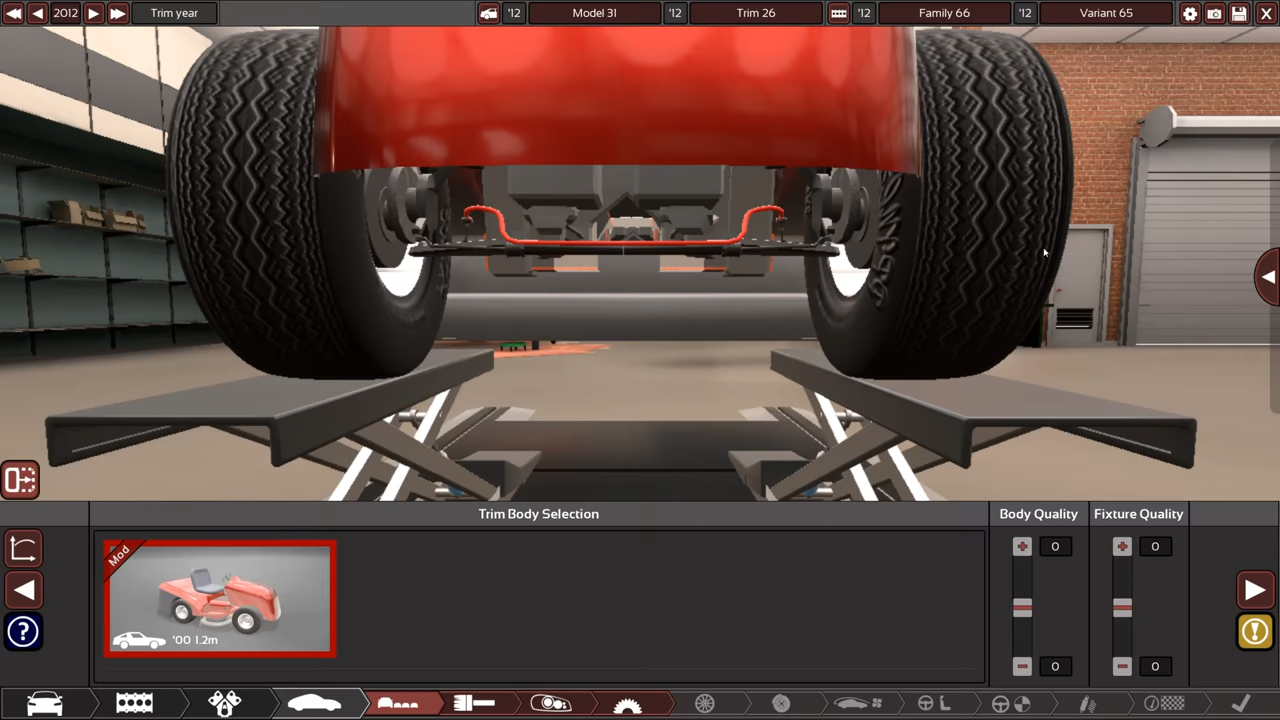 2012 Trim year '12 Model 31 '12 Trim 26 '12 Family 66 '12 Variant 65
Trim Body Selection Body Quality Fixture Quality
Mod 0 0
'00 1.2m
0 0